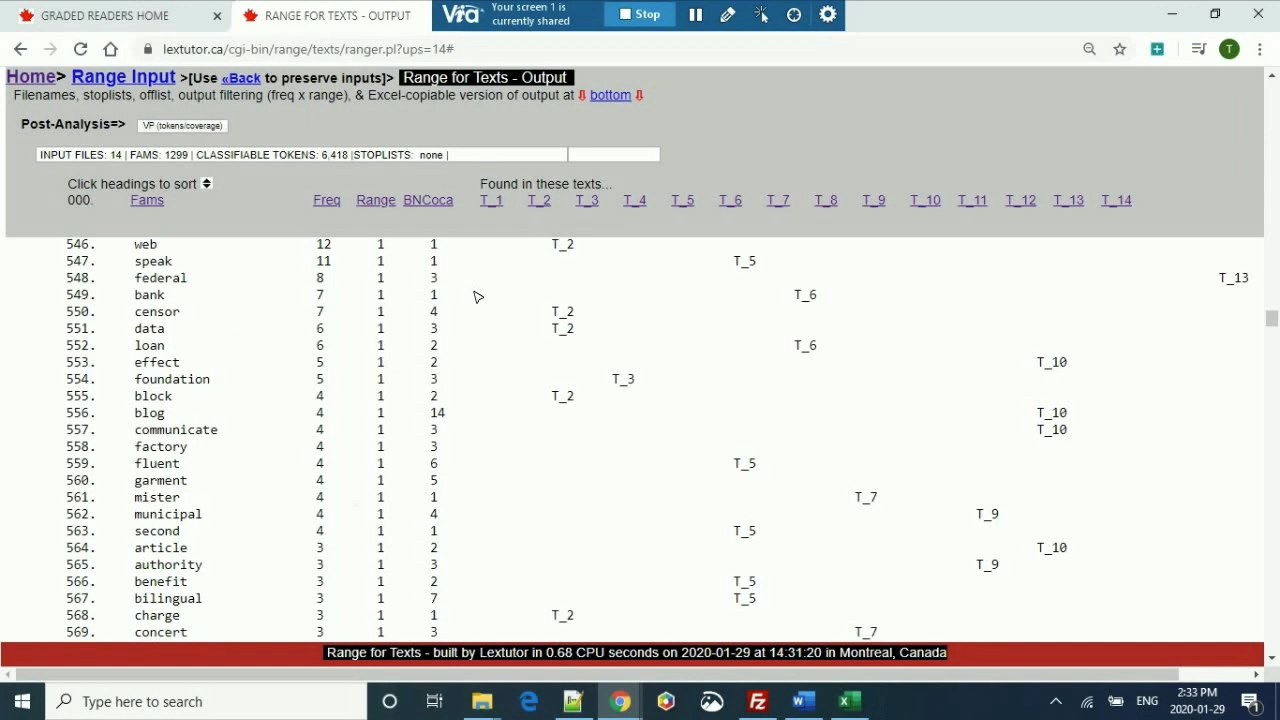 GRADED READERS HOME
RANGE FOR TEXTS - OUTPUT
Via
Your screen 1 is
currently shared
Stop
lextutor.ca/cgi-bin/range/texts/ranger.pl?ups=14#
T
Home> Range Input >[Use «Back to preserve inputs]> Range for Texts - Output
Filenames, stoplists, offlist, output filtering (freq x range), & Excel-copiable version of output at ⇩ bottom ⇩
Post-Analysis=> VP (tokens/coverage)
INPUT FILES: 14 | FAMS: 1299 | CLASSIFIABLE TOKENS: 6,418 |STOPLISTS: none |
Click headings to sort Found in these texts...
000. Fams Freq Range BNCoca T_1 T_2 T_3 T_4 T_5 T_6 T_7 T_8 T_9 T_10 T_11 T_12 T_13 T_14
546. web 12 1 1 T_2
547. speak 11 1 1 T_5
548. federal 8 1 3 T_13
549. bank 7 1 1 T_6
550. censor 7 1 4 T_2
551. data 6 1 3 T_2
552. loan 6 1 2 T_6
553. effect 5 1 2 T_10
554. foundation 5 1 3 T_3
555. block 4 1 2 T_2
556. blog 4 1 14 T_10
557. communicate 4 1 3 T_10
558. factory 4 1 3
559. fluent 4 1 6 T_5
560. garment 4 1 5
561. mister 4 1 1 T_7
562. municipal 4 1 4 T_9
563. second 4 1 1 T_5
564. article 3 1 2 T_10
565. authority 3 1 3 T_9
566. benefit 3 1 2 T_5
567. bilingual 3 1 7 T_5
568. charge 3 1 1 T_2
569. concert 3 1 3 T_7
Range for Texts - built by Lextutor in 0.68 CPU seconds on 2020-01-29 at 14:31:20 in Montreal, Canada
Type here to search
ENG
2:33 PM
2020-01-29
1